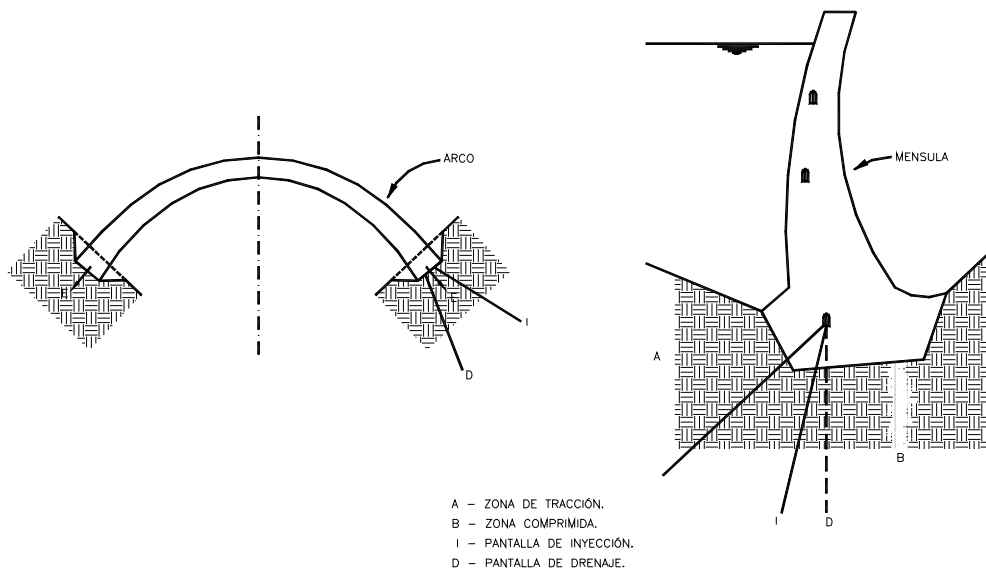 ARCO
MENSULA
I
D
A
B
I
D
A – ZONA DE TRACCIÓN.
B – ZONA COMPRIMIDA.
I – PANTALLA DE INYECCIÓN.
D – PANTALLA DE DRENAJE.